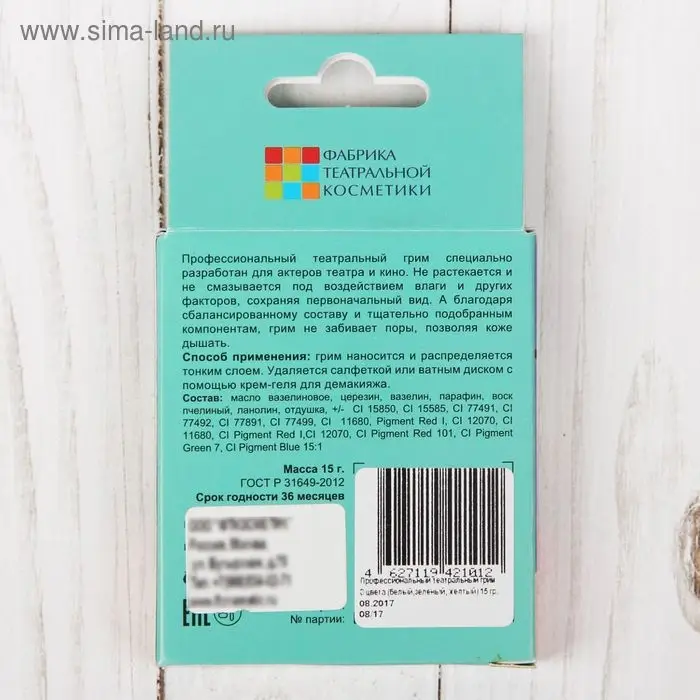 www.sima-land.ru
ФАБРИКА
ТЕАТРАЛЬНОЙ
КОСМЕТИКИ
Профессиональный театральный грим специально
разработан для актеров театра и кино. Не растекается и
не смазывается под воздействием влаги и других
факторов, сохраняя первоначальный вид. А благодаря
сбалансированному составу и тщательно подобранным
компонентам, грим не забивает поры, позволяя коже
дышать.
Способ применения: грим наносится и распределяется
тонким слоем. Удаляется салфеткой или ватным диском с
помощью крем-геля для демакияжа.
Состав: масло вазелиновое, церезин, вазелин, парафин, воск
пчелиный, ланолин, отдушка, +/- CI 15850, CI 15585, CI 77491, CI
77492, CI 77891, CI 77499, CI 11680, Pigment Red I, CI 12070, CI
11680, CI Pigment Red I,CI 12070, CI Pigment Red 101, CI Pigment
Green 7, CI Pigment Blue 15:1
Масса 15 г.
ГОСТ Р 31649-2012
Срок годности 36 месяцев
4 627119 421012
Профессиональный театральный грим
3 цвета (белый,зеленый, желтый) 15 гр.
08.2017
08/17
EAC
№ партии: